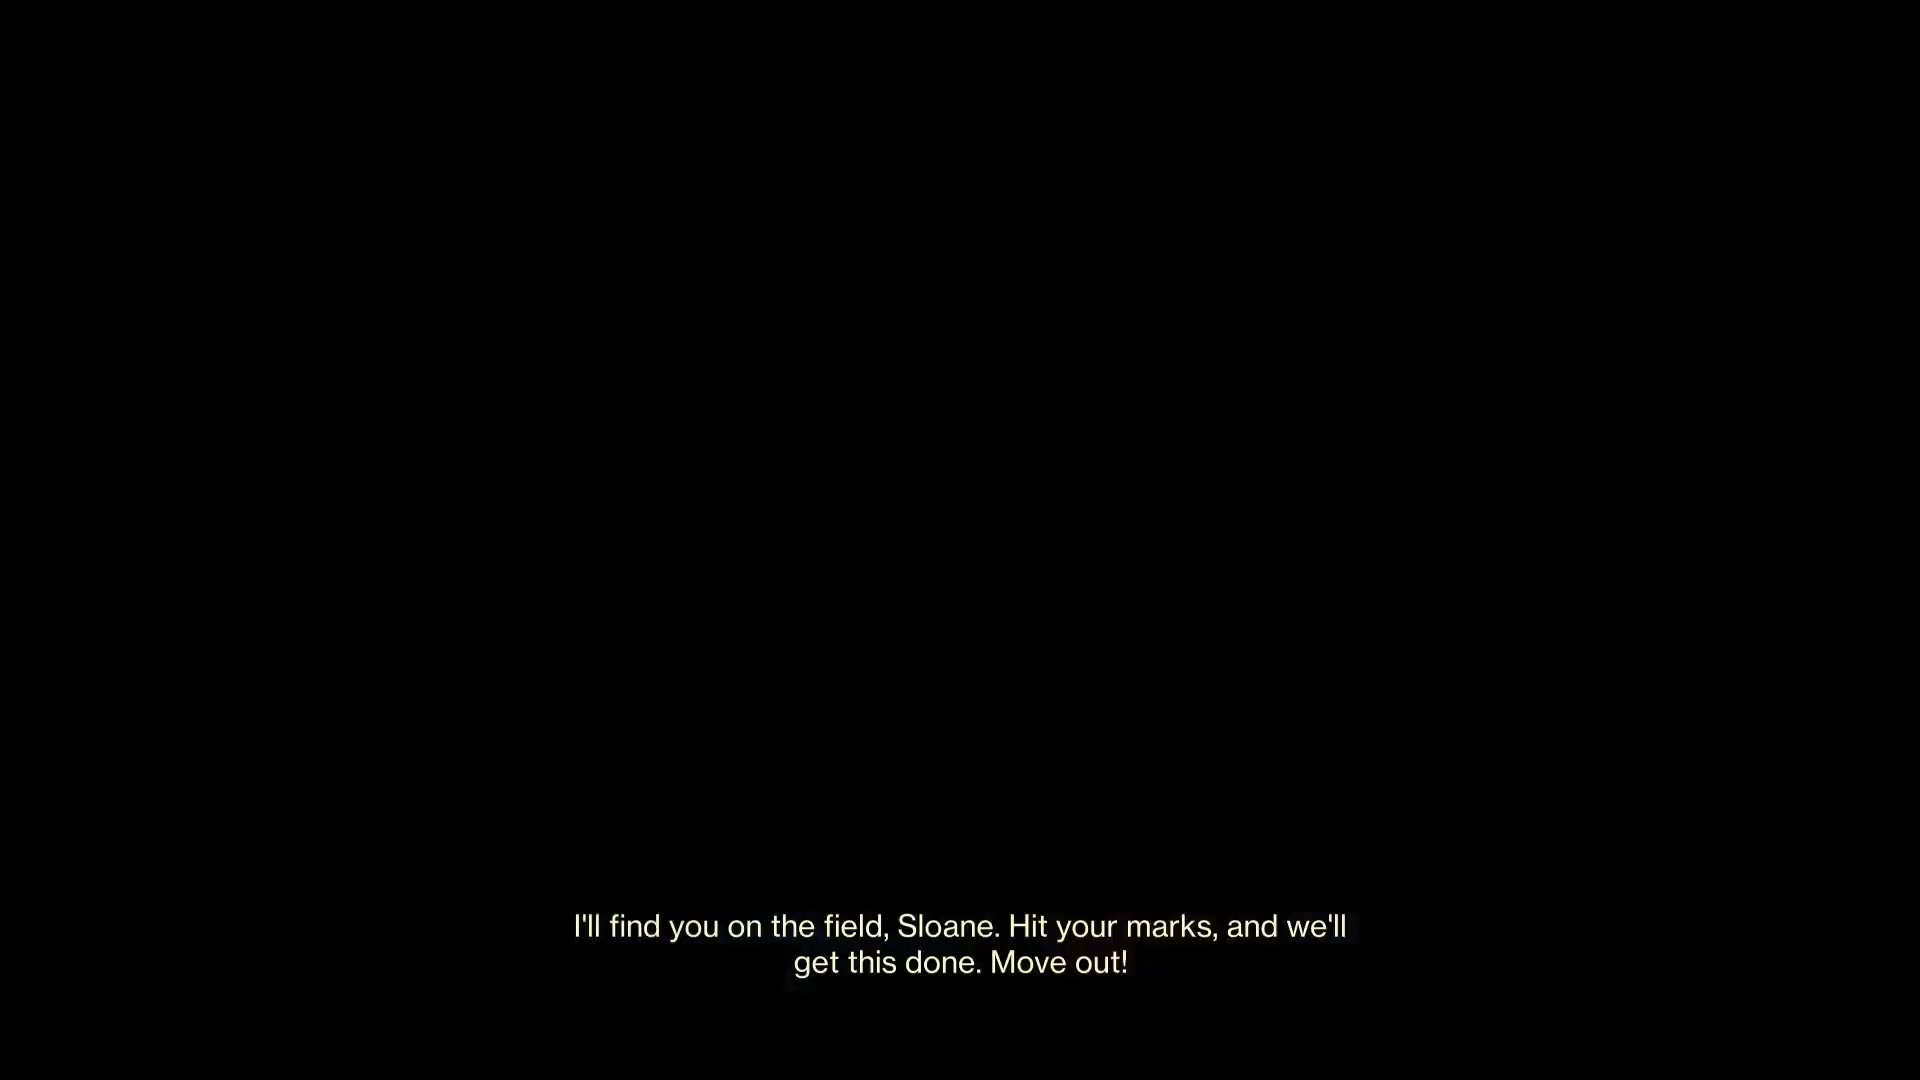 I'll find you on the field, Sloane. Hit your marks, and we'll
get this done. Move out!